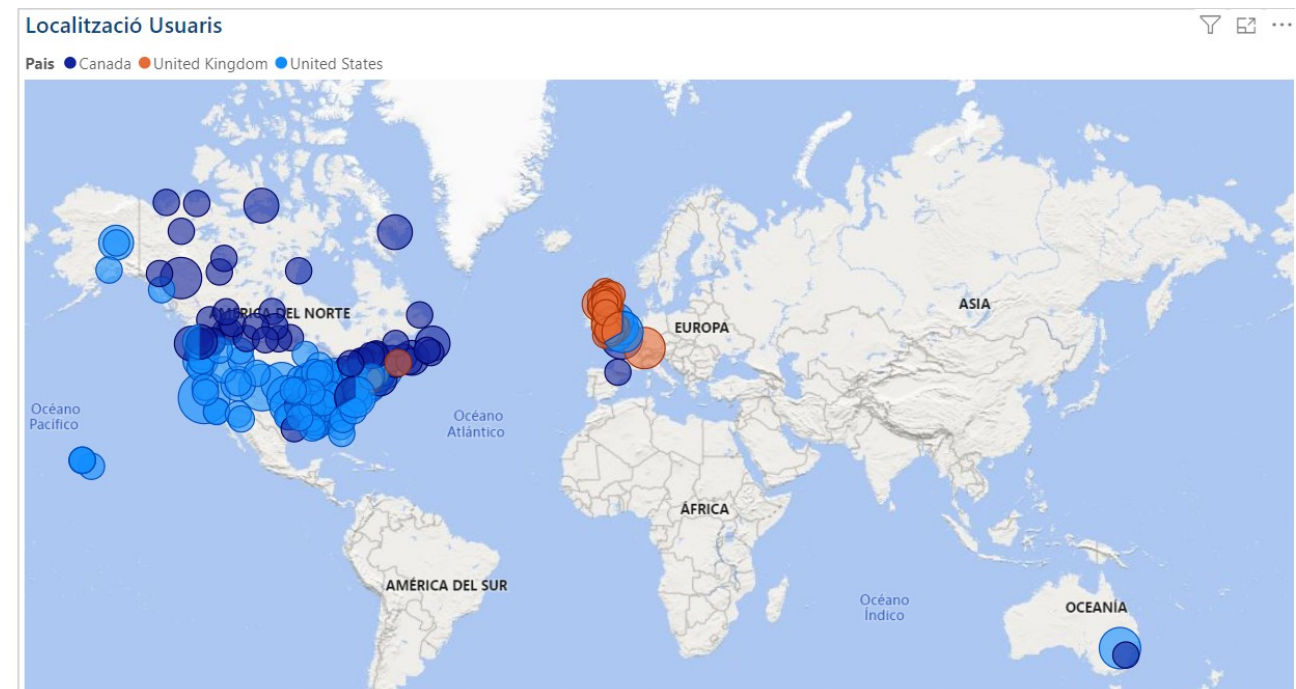 Localització Usuaris
Pais Canada United Kingdom United States
AMÉRICA DEL NORTE
ASIA
EUROPA
Océano
Pacífico
Océano
Atlántico
ÁFRICA
AMÉRICA DEL SUR
Océano
Índico
OCEANÍA